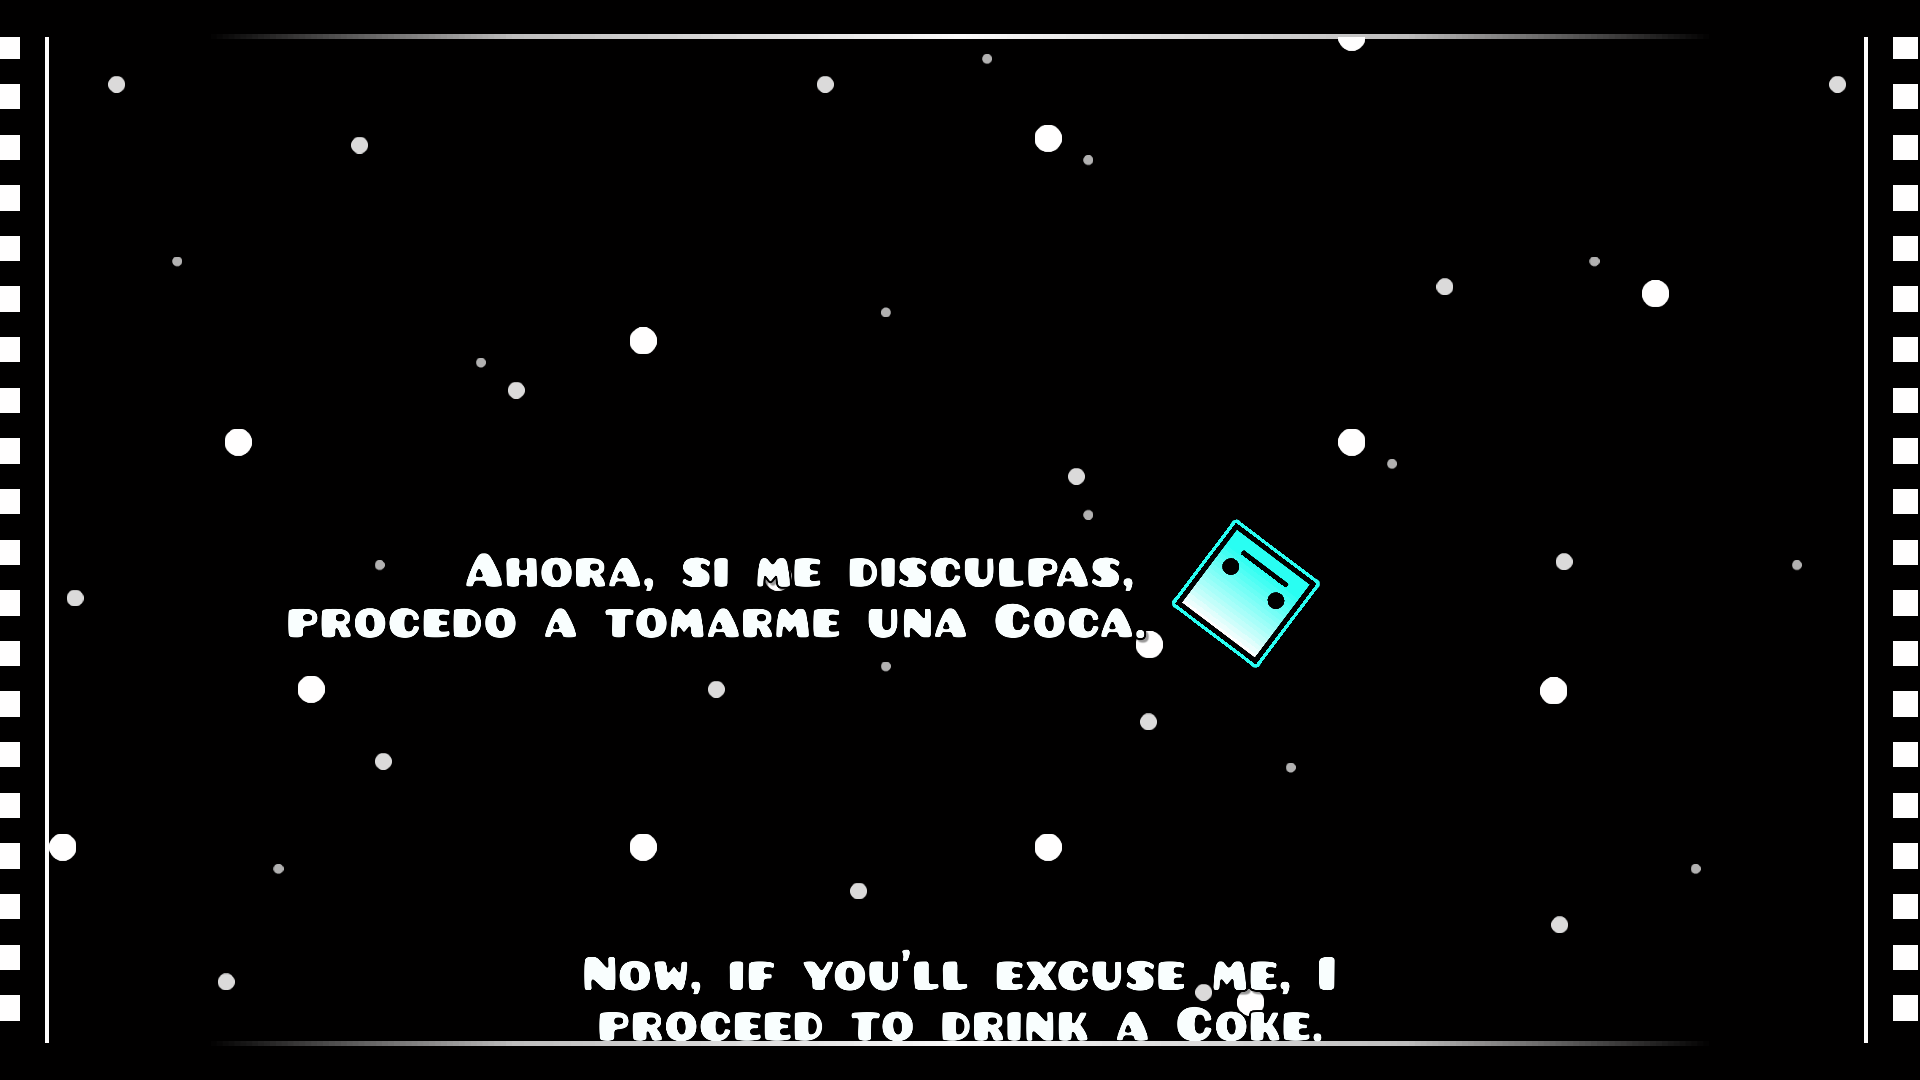 Ahora, si me disculpas,
procedo a tomarme una Coca.
Now, if you'll excuse me, I
proceed to drink a Coke.